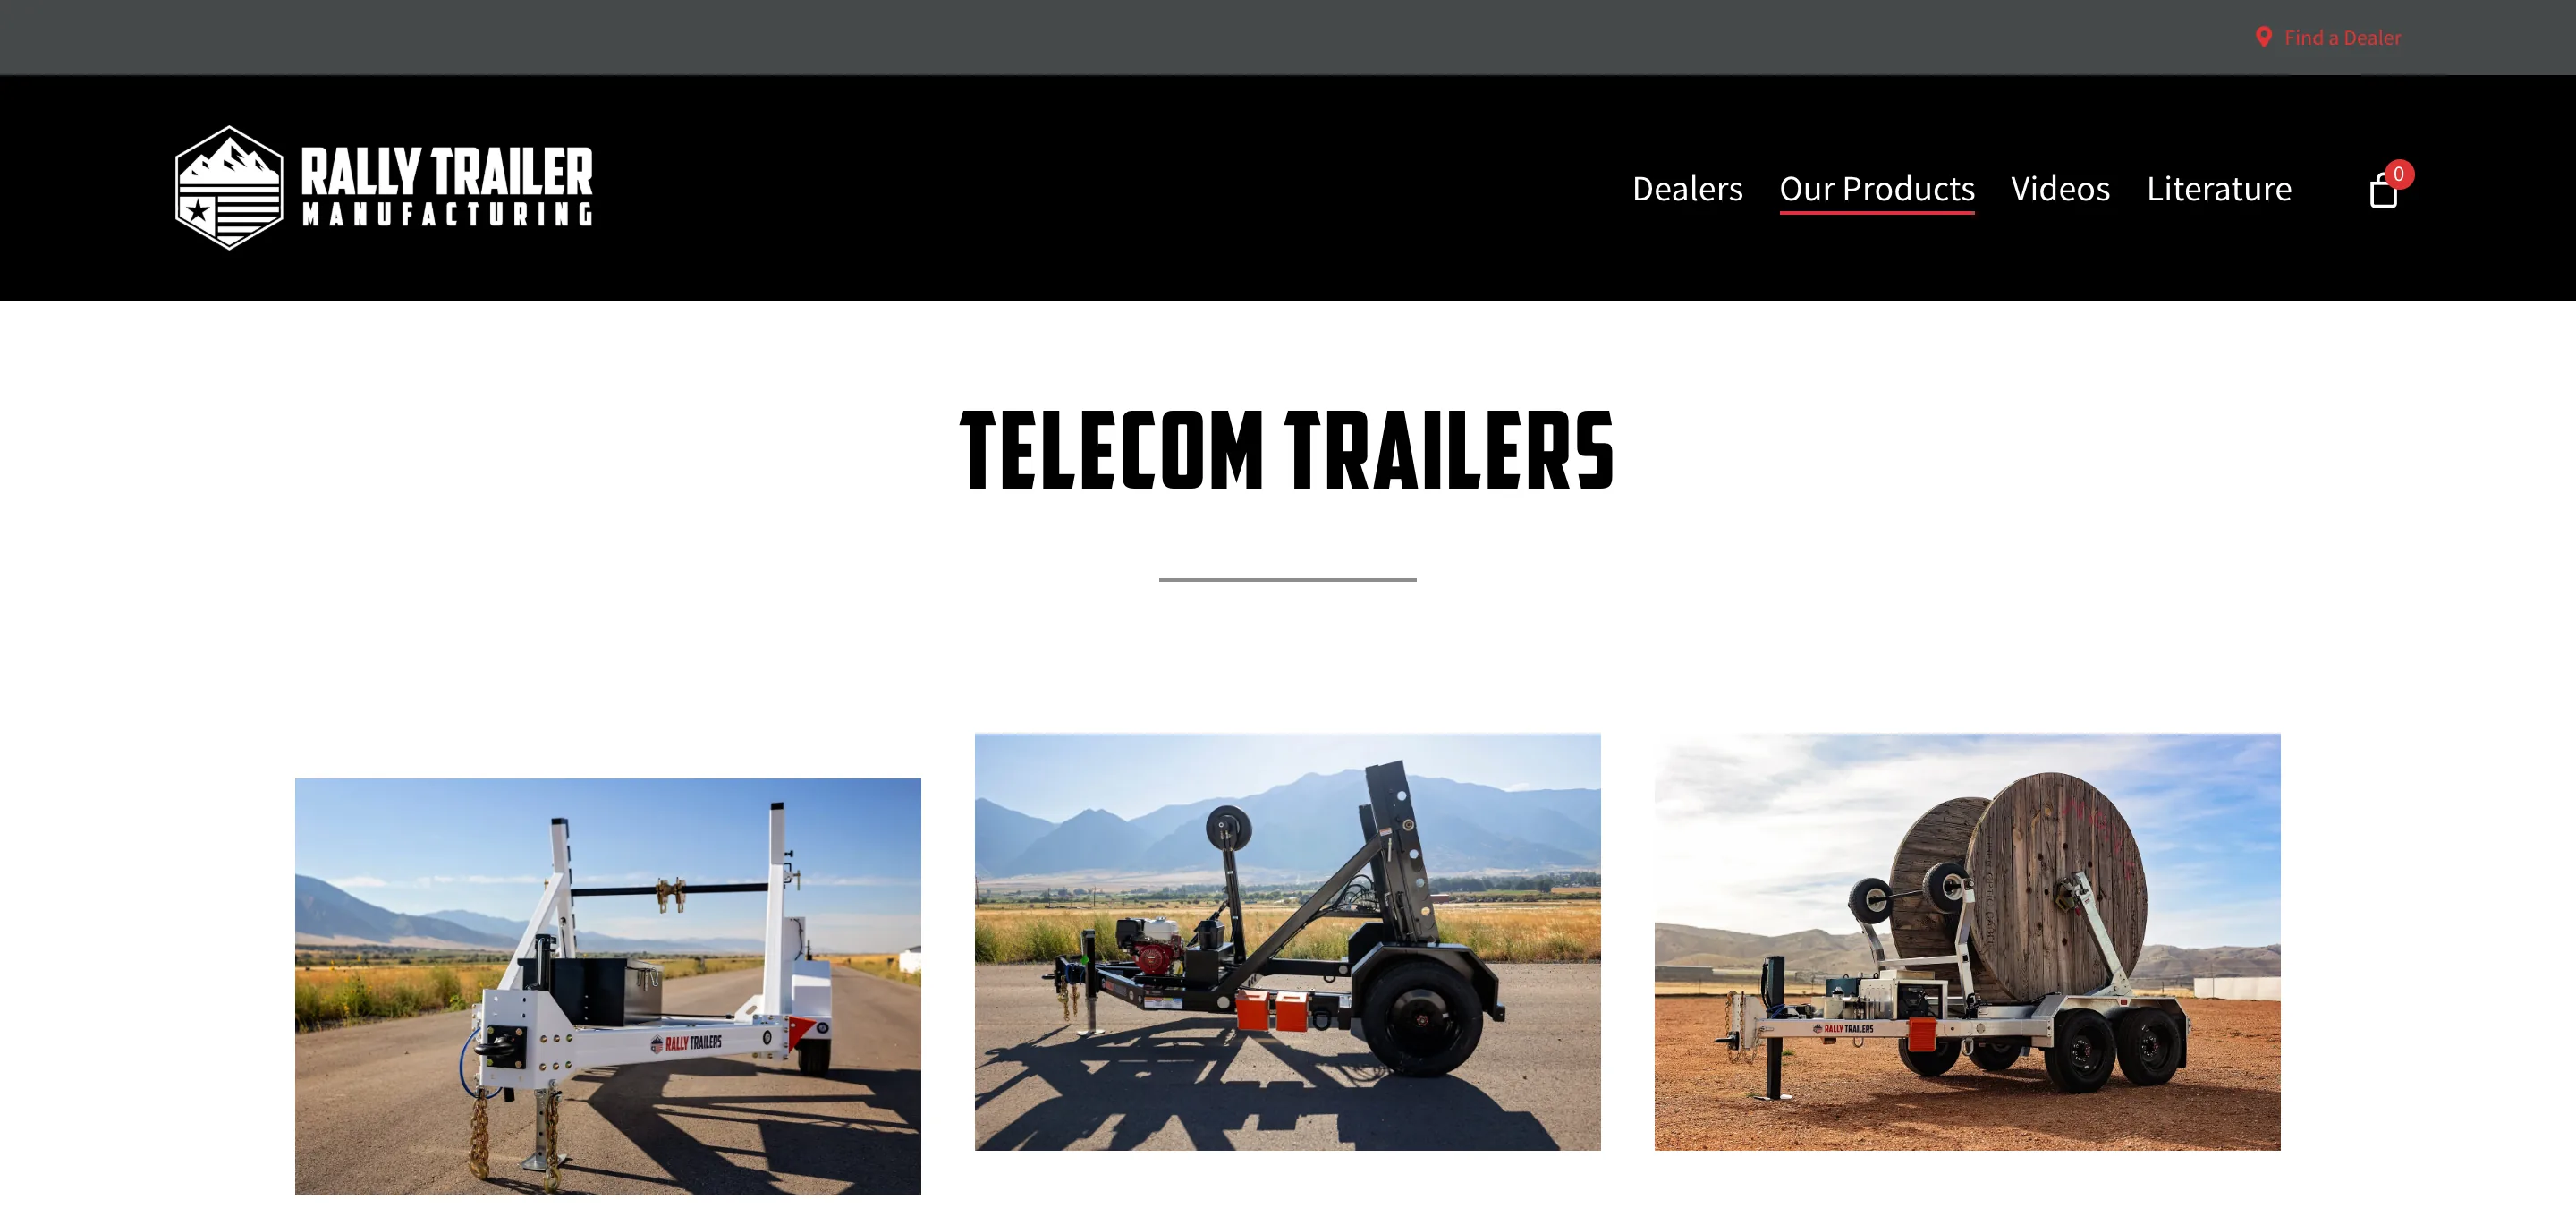 Find a Dealer
RALLY TRAILER
MANUFACTURING
Dealers Our Products Videos Literature 0
TELECOM TRAILERS
RALLY TRAILERS
RALLY TRAILERS